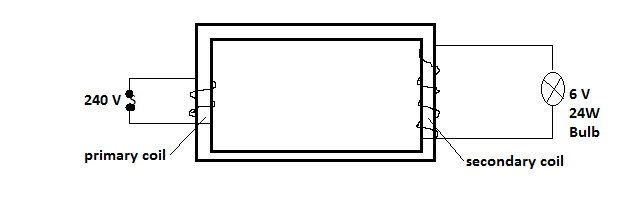 240 V
primary coil
6 V
24W
Bulb
secondary coil